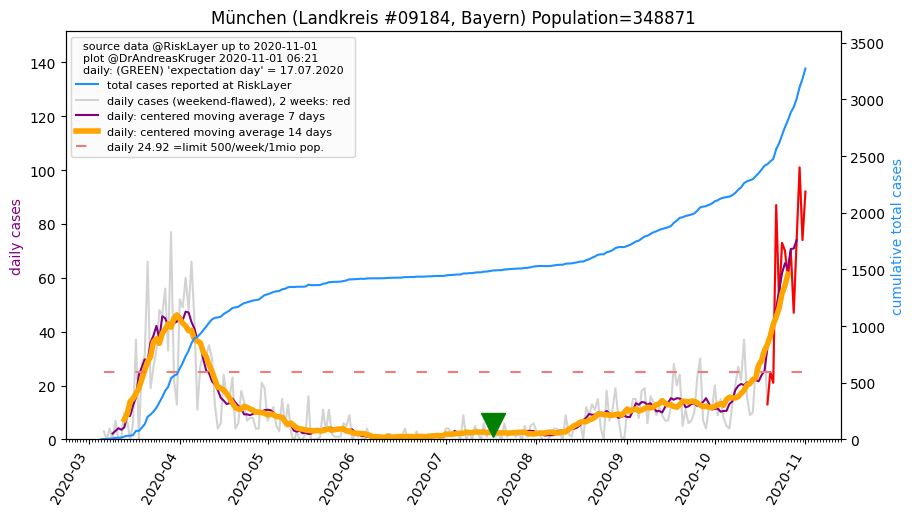 München (Landkreis #09184, Bayern) Population=348871
source data @RiskLayer up to 2020-11-01
plot @DrAndreasKruger 2020-11-01 06:21
daily: (GREEN) 'expectation day' = 17.07.2020
total cases reported at RiskLayer
daily cases (weekend-flawed), 2 weeks: red
daily: centered moving average 7 days
daily: centered moving average 14 days
daily 24.92 =limit 500/week/1mio pop.
daily cases
140
120
100
80
60
40
20
0
cumulative total cases
3500
3000
2500
2000
1500
1000
500
0
2020-03
2020-04
2020-05
2020-06
2020-07
2020-08
2020-09
2020-10
2020-11